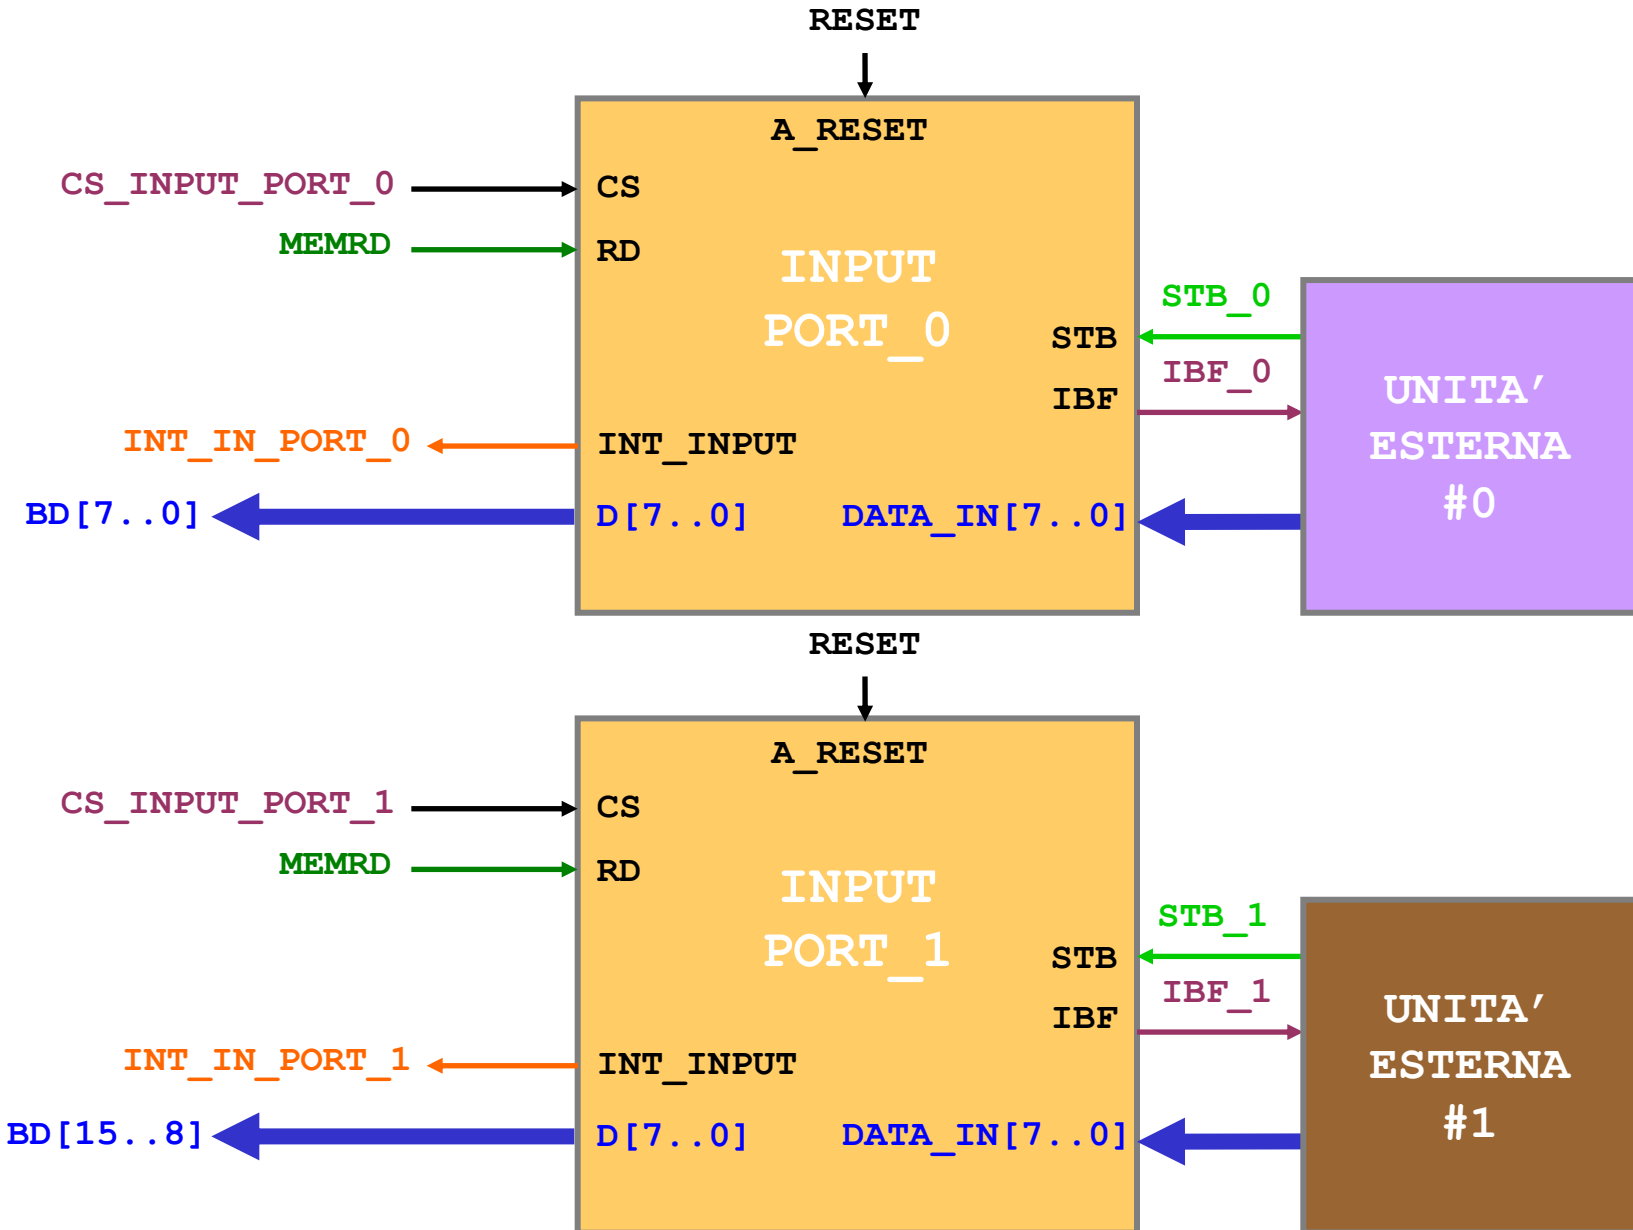 RESET
A_RESET
CS_INPUT_PORT_0
CS
MEMRD
RD
INPUT
PORT_0
STB_0
STB
IBF_0
IBF
UNITA’
ESTERNA
#0
INT_IN_PORT_0
INT_INPUT
BD[7..0]
D[7..0]
DATA_IN[7..0]
RESET
A_RESET
CS_INPUT_PORT_1
CS
MEMRD
RD
INPUT
PORT_1
STB_1
STB
IBF_1
IBF
UNITA’
ESTERNA
#1
INT_IN_PORT_1
INT_INPUT
BD[15..8]
D[7..0]
DATA_IN[7..0]